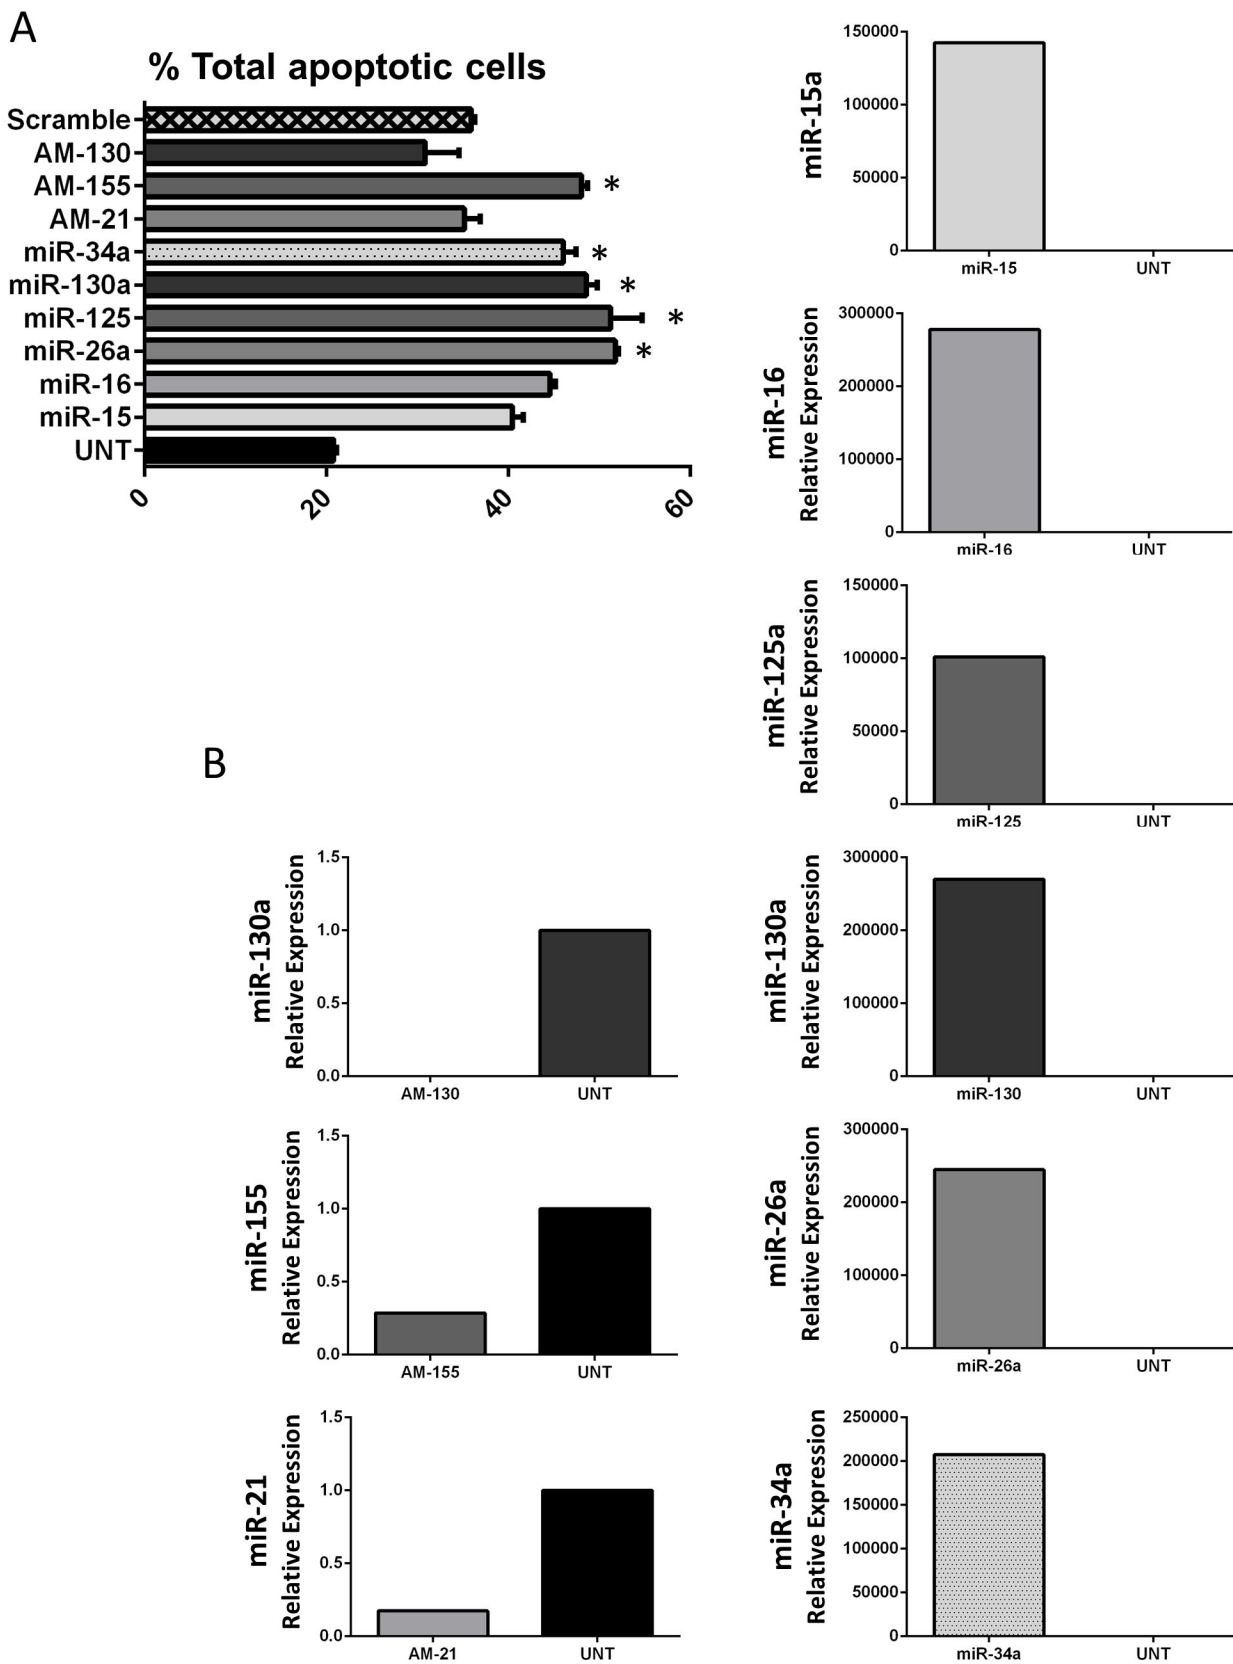 A
% Total apoptotic cells
Scramble
AM-130
AM-155
*
AM-21
miR-34a
*
miR-130a
*
miR-125
*
miR-26a
*
miR-16
miR-15
UNT
0
20
40
60
miR-15a
150000
100000
50000
0
miR-15
UNT
miR-16
Relative Expression
300000
200000
100000
0
miR-16
UNT
miR-125a
Relative Expression
150000
100000
50000
0
miR-125
UNT
B
miR-130a
Relative Expression
1.5
1.0
0.5
0.0
AM-130
UNT
miR-130a
Relative Expression
300000
200000
100000
0
miR-130
UNT
miR-155
Relative Expression
1.5
1.0
0.5
0.0
AM-155
UNT
miR-26a
Relative Expression
300000
200000
100000
0
miR-26a
UNT
miR-21
Relative Expression
1.5
1.0
0.5
0.0
AM-21
UNT
miR-34a
Relative Expression
250000
200000
150000
100000
50000
0
miR-34a
UNT